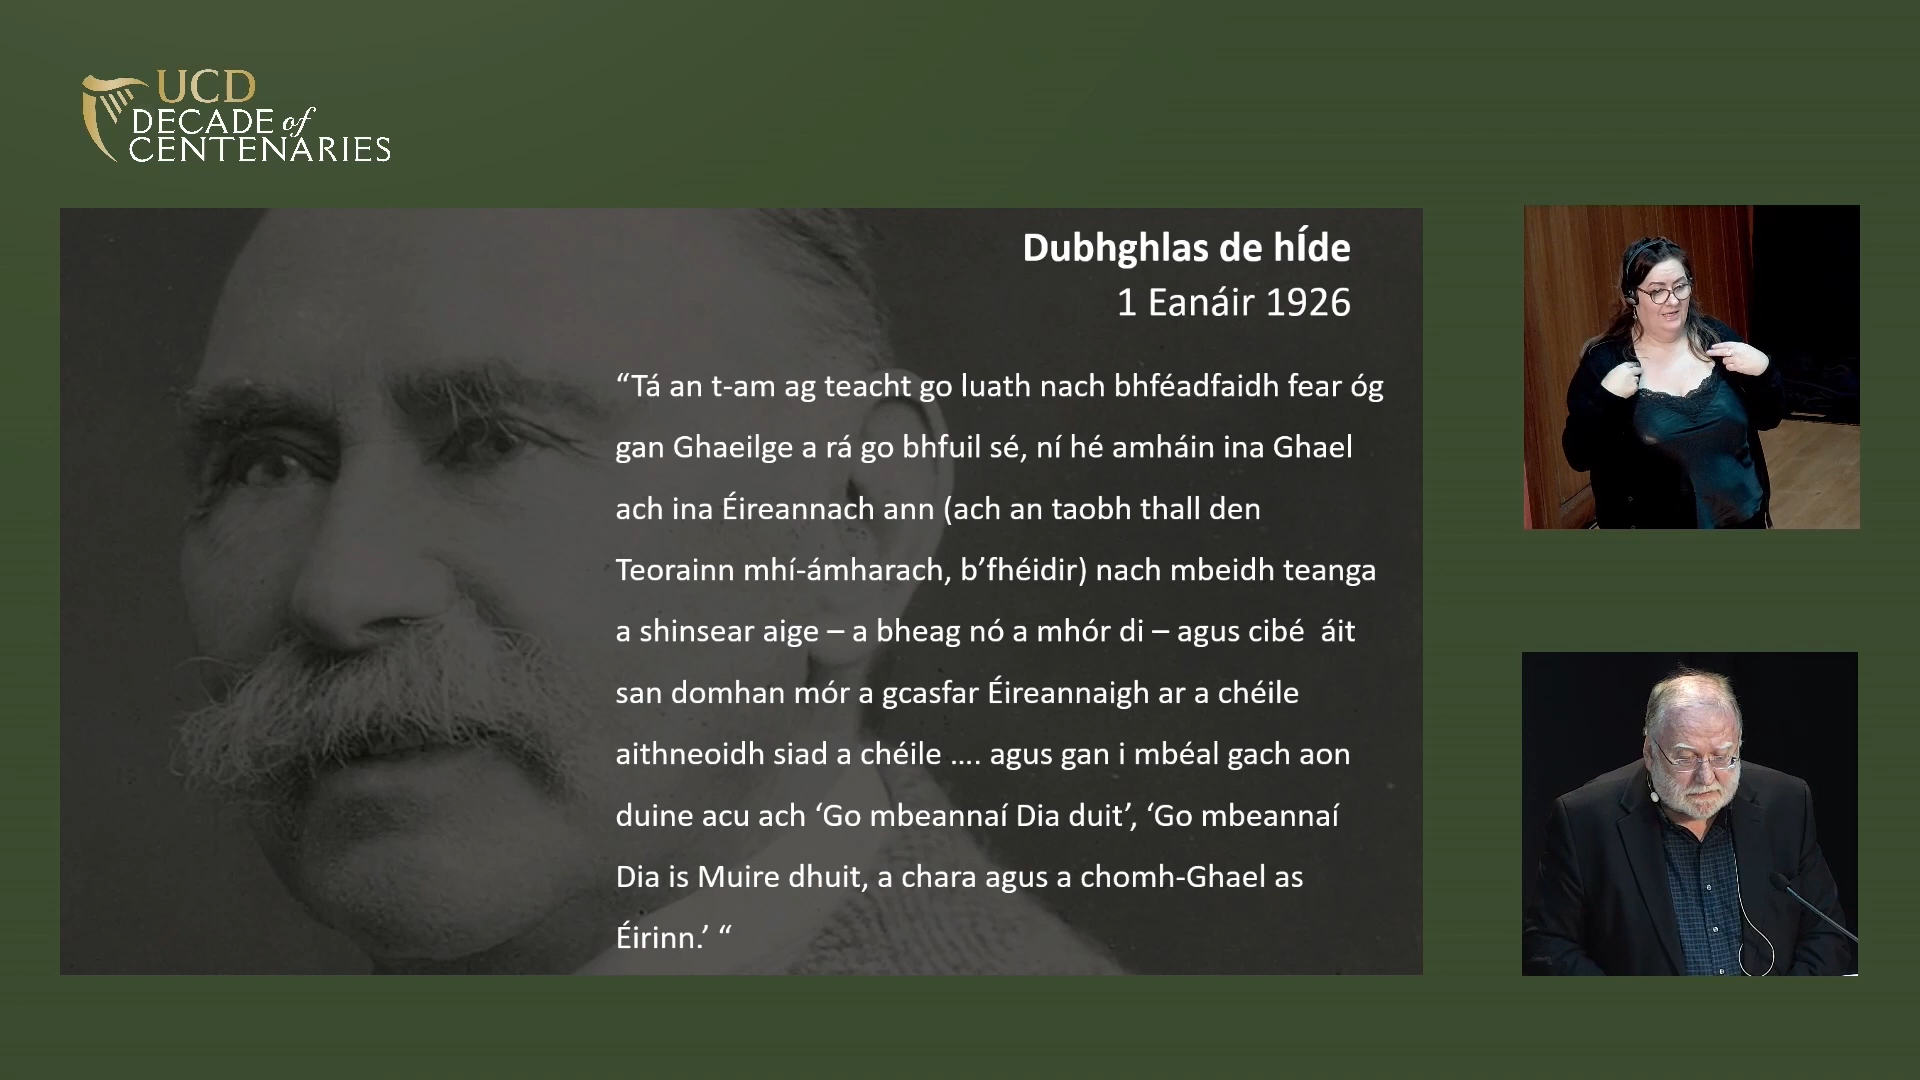 UCD
DECADE of
CENTENARIES
Dubhghlas de hÍde
1 Eanáir 1926
“Tá an t-am ag teacht go luath nach bhféadfaidh fear óg
gan Ghaeilge a rá go bhfuil sé, ní hé amháin ina Ghael
ach ina Éireannach ann (ach an taobh thall den
Teorainn mhí-ámharach, b’fhéidir) nach mbeidh teanga
a shinsear aige – a bheag nó a mhór di – agus cibé  áit
san domhan mór a gcasfar Éireannaigh ar a chéile
aithneoidh siad a chéile .... agus gan i mbéal gach aon
duine acu ach ‘Go mbeannaí Dia duit’, ‘Go mbeannaí
Dia is Muire dhuit, a chara agus a chomh-Ghael as
Éirinn.’ “